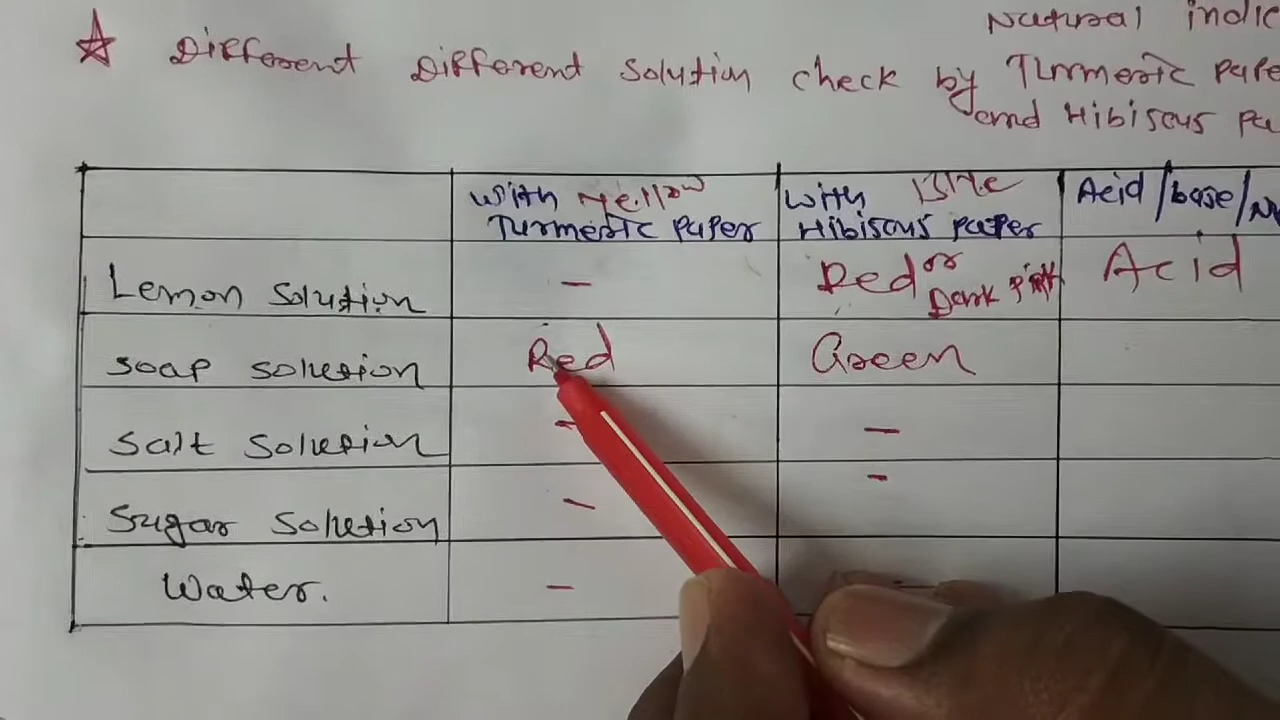 Natural indic
☆ Different Different Solution check by Turmeric Pape
and Hibiscus Pa
With Yellow Turmeric Paper
With Blue Hibiscus paper
Acid/base/N
Lemon Solution - Red or Dark pink Acid
Soap Solution Red Green
Salt Solution - -
Sugar Solution - -
Water. -